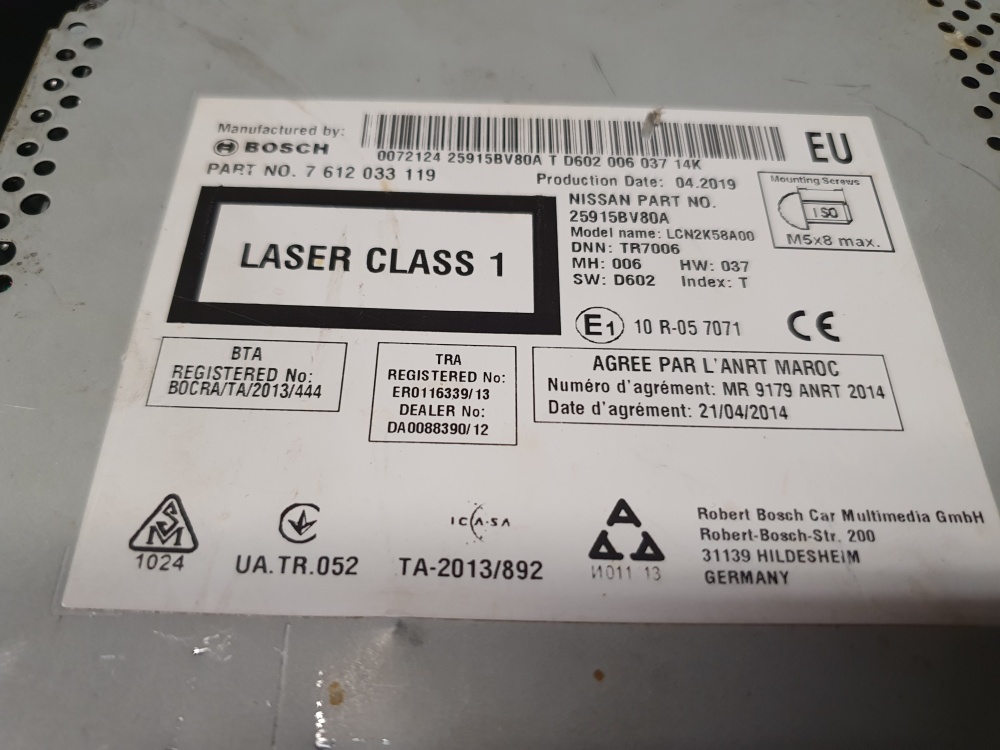 Manufactured by:
BOSCH
PART NO. 7 612 033 119
0072124 25915BV80A T D602 006 037 14K
EU
Production Date: 04.2019
NISSAN PART NO.
25915BV80A
Model name: LCN2K58A00
DNN: TR7006
MH: 006 HW: 037
SW: D602 Index: T
Mounting Screws
ISO
M5x8 max.
LASER CLASS 1
E1 10 R-05 7071
CE
BTA
REGISTERED No:
BOCRA/TA/2013/444
TRA
REGISTERED No:
ER0116339/13
DEALER No:
DA0088390/12
AGREE PAR L'ANRT MAROC
Numéro d'agrément: MR 9179 ANRT 2014
Date d'agrément: 21/04/2014
SM
1024
UA.TR.052
ICASA
TA-2013/892
И011 13
Robert Bosch Car Multimedia GmbH
Robert-Bosch-Str. 200
31139 HILDESHEIM
GERMANY